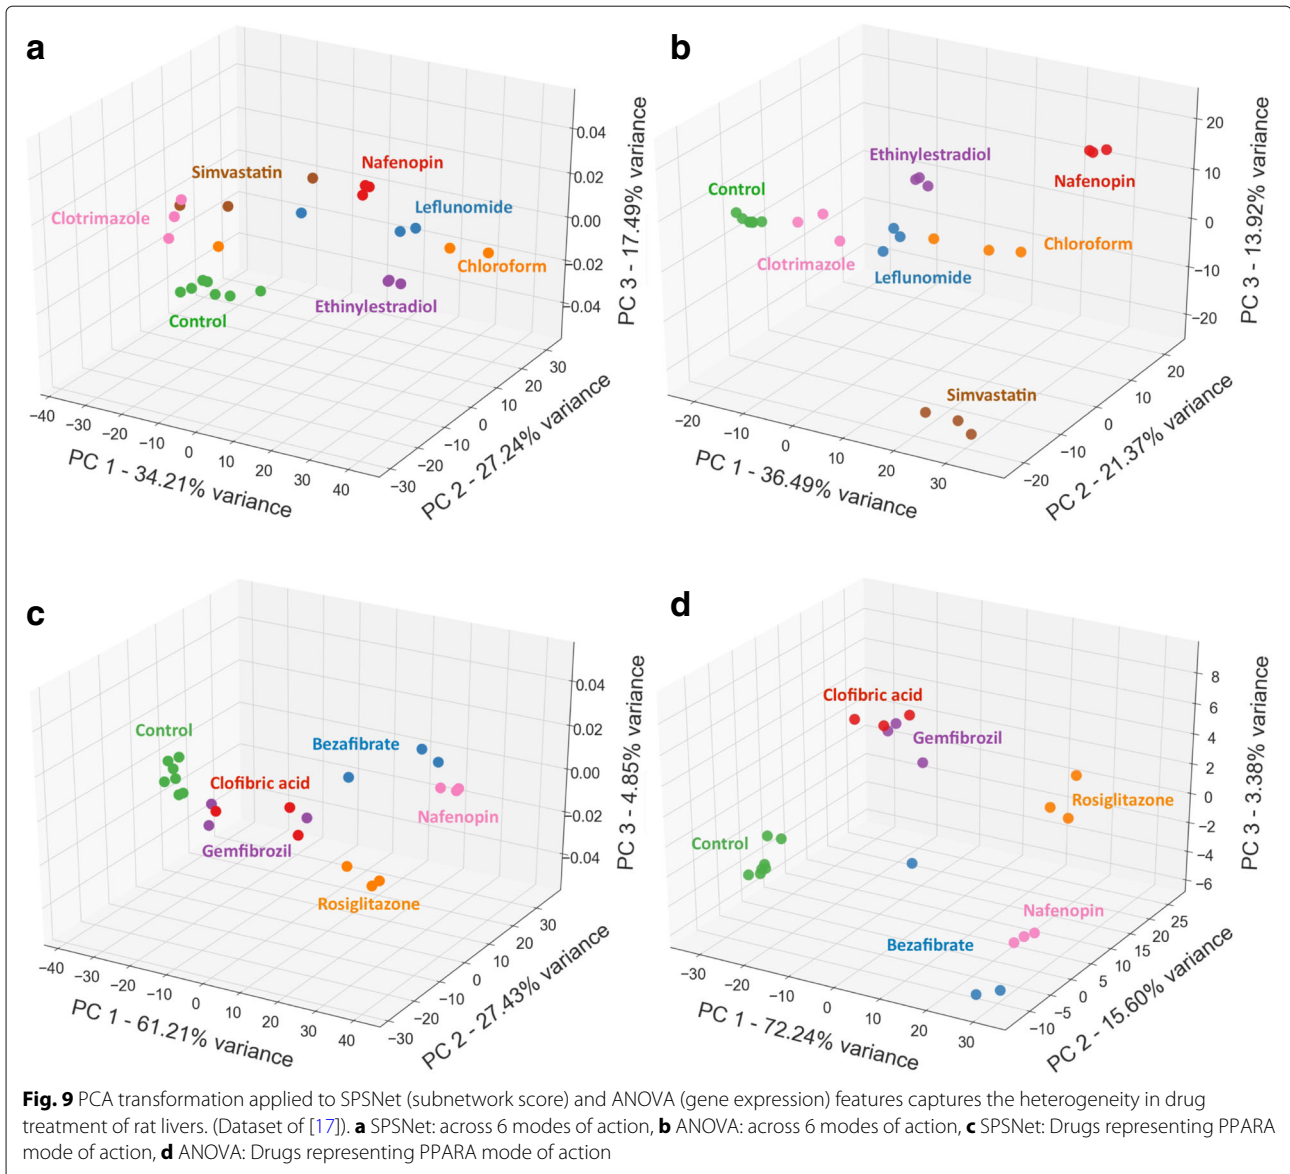 a
Simvastatin
Nafenopin
Clotrimazole
Leflunomide
Chloroform
Ethinylestradiol
Control
0.04
0.02
0.00
−0.02
−0.04
PC 3 - 17.49% variance
−40 −30 −20 −10 0 10 20 30 40
PC 1 - 34.21% variance
−30 −20 −10 0 10 20 30
PC 2 - 27.24% variance
b
Ethinylestradiol
Nafenopin
Control
Clotrimazole
Chloroform
Leflunomide
Simvastatin
20
10
0
−10
−20
PC 3 - 13.92% variance
−20 −10 0 10 20 30
PC 1 - 36.49% variance
−20 −10 0 10 20
PC 2 - 21.37% variance
c
Control
Bezafibrate
Clofibric acid
Nafenopin
Gemfibrozil
Rosiglitazone
0.04
0.02
0.00
−0.02
−0.04
PC 3 - 4.85% variance
−40 −30 −20 −10 0 10 20 30 40
PC 1 - 61.21% variance
−30 −20 −10 0 10 20 30
PC 2 - 27.43% variance
d
Clofibric acid
Gemfibrozil
Rosiglitazone
Control
Nafenopin
Bezafibrate
8
6
4
2
0
−2
−4
−6
PC 3 - 3.38% variance
−30 −20 −10 0 10 20 30
PC 1 - 72.24% variance
−10 −5 0 5 10 15 20 25
PC 2 - 15.60% variance
Fig. 9 PCA transformation applied to SPSNet (subnetwork score) and ANOVA (gene expression) features captures the heterogeneity in drug
treatment of rat livers. (Dataset of [17]). a SPSNet: across 6 modes of action, b ANOVA: across 6 modes of action, c SPSNet: Drugs representing PPARA
mode of action, d ANOVA: Drugs representing PPARA mode of action